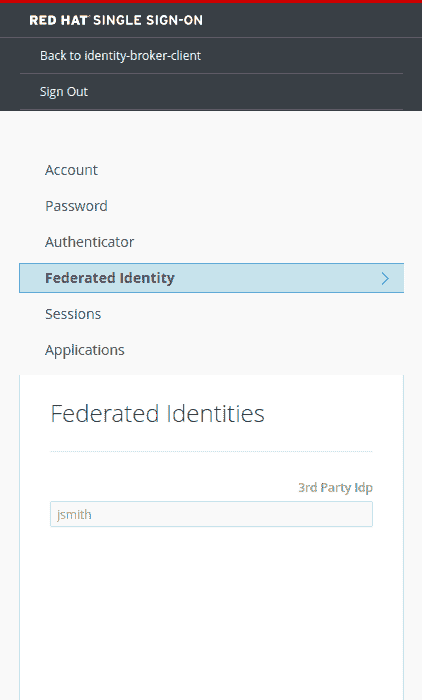 RED HAT SINGLE SIGN-ON
Back to identity-broker-client
Sign Out
Account
Password
Authenticator
Federated Identity
Sessions
Applications
Federated Identities
3rd Party Idp
jsmith